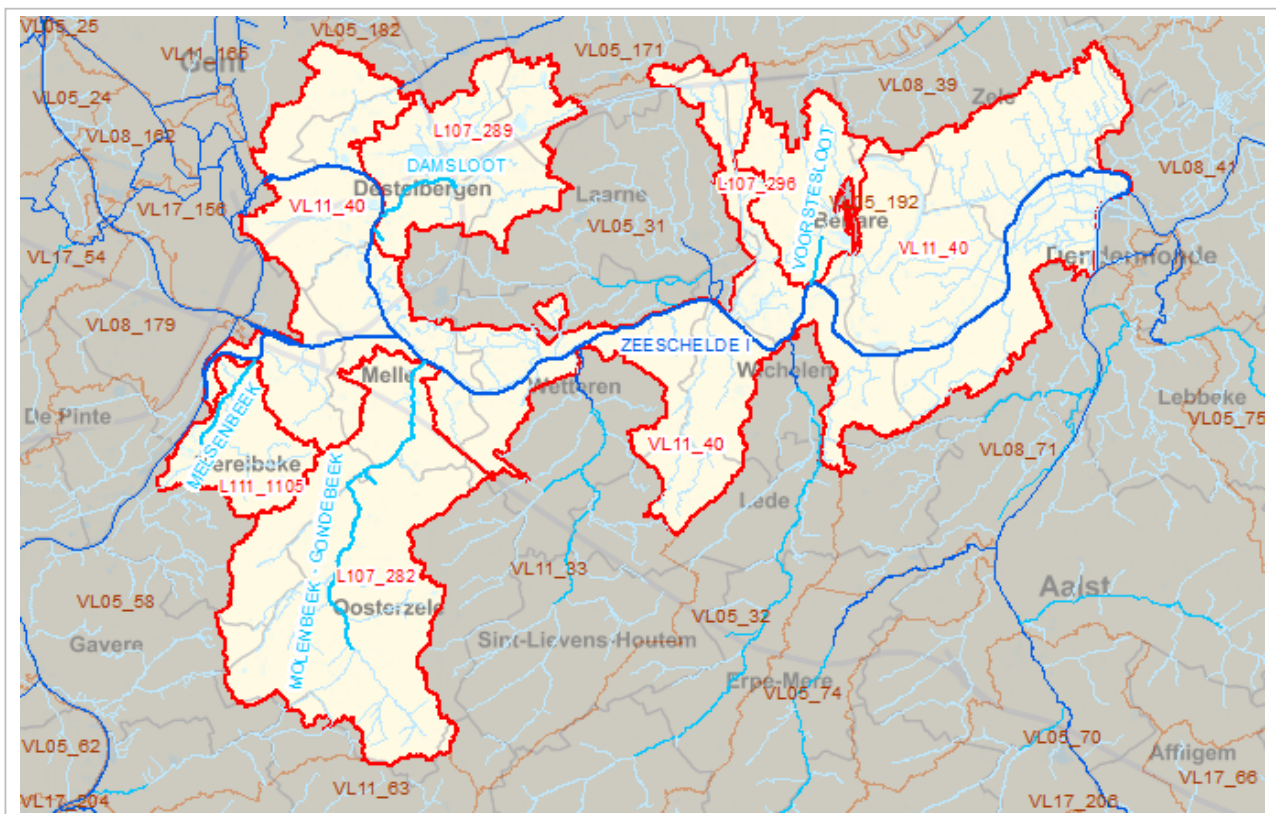 VL05_25
VL05_182
VL11_165
Gent
VL05_171
VL05_24
VL08_39
Zele
VL08_162
L107_289
DAMSLOOT
VL08_41
Destelbergen
L107_296
VL17_156
Laarne
VL11_40
VOORSTESLOOT
VL05_31
VL11_40
VL17_54
Dendermonde
VL08_179
ZEESCHELDE I
Melle
Wetteren
Wichelen
De Pinte
Lebbeke
VL05_75
MELSENBEEK
VL11_40
VL08_71
L111_1105
Lede
MOLENBEEK - GONDEBEEK
VL11_33
L107_282
Aalst
VL05_58
Oosterzele
VL05_32
Gavere
Sint-Lievens-Houtem
Erpe-Mere
VL05_74
VL05_62
VL05_70
Affligem
VL11_63
VL17_66
VL17_204
VL17_206